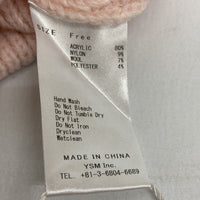 SIZE Free
ACRYLIC 80%
NYLON 9%
WOOL 7%
POLYESTER 4%
Hand Wash
Do Not Bleach
Do Not Tumble Dry
Dry Flat
Do Not Iron
Dryclean
Wetclean
MADE IN CHINA
YSM Inc.
TEL. +81-3-6804-6689